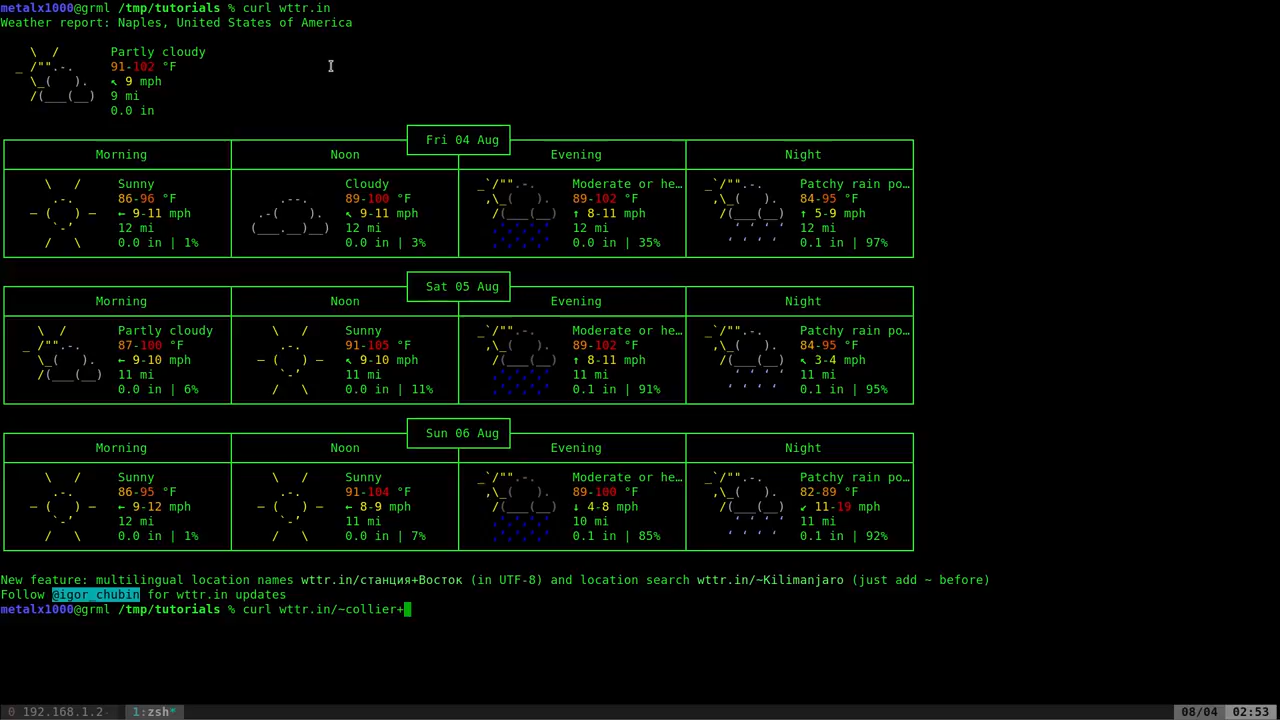 metalx1000@grml /tmp/tutorials % curl wttr.in
Weather report: Naples, United States of America
Partly cloudy
91-102 °F
↖ 9 mph
9 mi
0.0 in
Fri 04 Aug
Morning Noon Evening Night
Sunny Cloudy Moderate or he… Patchy rain po…
86-96 °F 89-100 °F 89-102 °F 84-95 °F
← 9-11 mph ↖ 9-11 mph ↑ 8-11 mph ↑ 5-9 mph
12 mi 12 mi 12 mi 12 mi
0.0 in | 1% 0.0 in | 3% 0.0 in | 35% 0.1 in | 97%
Sat 05 Aug
Morning Noon Evening Night
Partly cloudy Sunny Moderate or he… Patchy rain po…
87-100 °F 91-105 °F 89-102 °F 84-95 °F
← 9-10 mph ↖ 9-10 mph ↑ 8-11 mph ↖ 3-4 mph
11 mi 11 mi 11 mi 11 mi
0.0 in | 6% 0.0 in | 11% 0.1 in | 91% 0.1 in | 95%
Sun 06 Aug
Morning Noon Evening Night
Sunny Sunny Moderate or he… Patchy rain po…
86-95 °F 91-104 °F 89-100 °F 82-89 °F
← 9-12 mph ← 8-9 mph ↓ 4-8 mph ↙ 11-19 mph
12 mi 11 mi 10 mi 11 mi
0.0 in | 1% 0.0 in | 7% 0.1 in | 85% 0.1 in | 92%
New feature: multilingual location names wttr.in/станция+Восток (in UTF-8) and location search wttr.in/~Kilimanjaro (just add ~ before)
Follow @igor_chubin for wttr.in updates
metalx1000@grml /tmp/tutorials % curl wttr.in/~collier+
0 192.168.1.2- 1:zsh* 08/04 02:53